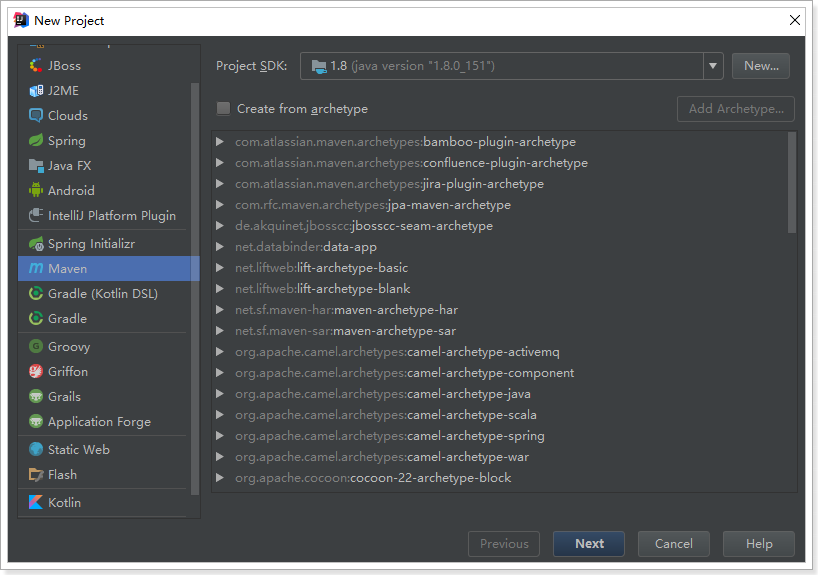 New Project
JBoss
J2ME
Clouds
Spring
Java FX
Android
IntelliJ Platform Plugin
Spring Initializr
Maven
Gradle (Kotlin DSL)
Gradle
Groovy
Griffon
Grails
Application Forge
Static Web
Flash
Kotlin
Project SDK: 1.8 (java version "1.8.0_151") New...
Create from archetype Add Archetype...
com.atlassian.maven.archetypes:bamboo-plugin-archetype
com.atlassian.maven.archetypes:confluence-plugin-archetype
com.atlassian.maven.archetypes:jira-plugin-archetype
com.rfc.maven.archetypes:jpa-maven-archetype
de.akquinet.jbosscc:jbosscc-seam-archetype
net.databinder:data-app
net.liftweb:lift-archetype-basic
net.liftweb:lift-archetype-blank
net.sf.maven-har:maven-archetype-har
net.sf.maven-sar:maven-archetype-sar
org.apache.camel.archetypes:camel-archetype-activemq
org.apache.camel.archetypes:camel-archetype-component
org.apache.camel.archetypes:camel-archetype-java
org.apache.camel.archetypes:camel-archetype-scala
org.apache.camel.archetypes:camel-archetype-spring
org.apache.camel.archetypes:camel-archetype-war
org.apache.cocoon:cocoon-22-archetype-block
Previous Next Cancel Help